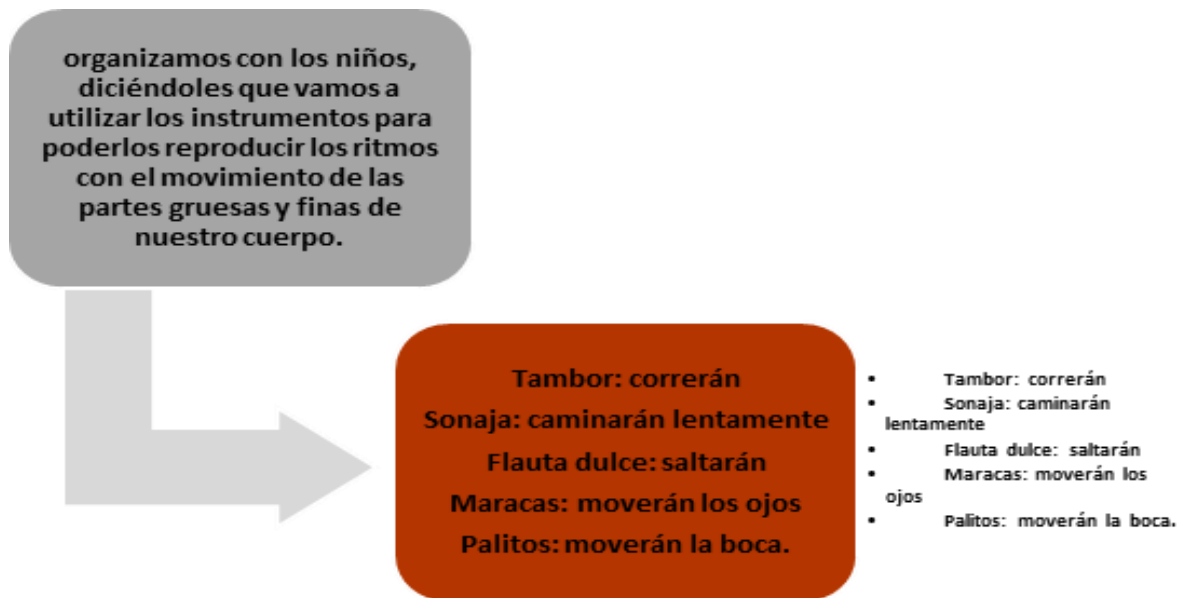 organizamos con los niños,
diciéndoles que vamos a
utilizar los instrumentos para
poderlos reproducir los ritmos
con el movimiento de las
partes gruesas y finas de
nuestro cuerpo.
Tambor: correrán
Sonaja: caminarán lentamente
Flauta dulce: saltarán
Maracas: moverán los ojos
Palitos: moverán la boca.
• Tambor: correrán
• Sonaja: caminarán
lentamente
• Flauta dulce: saltarán
• Maracas: moverán los
ojos
• Palitos: moverán la boca.